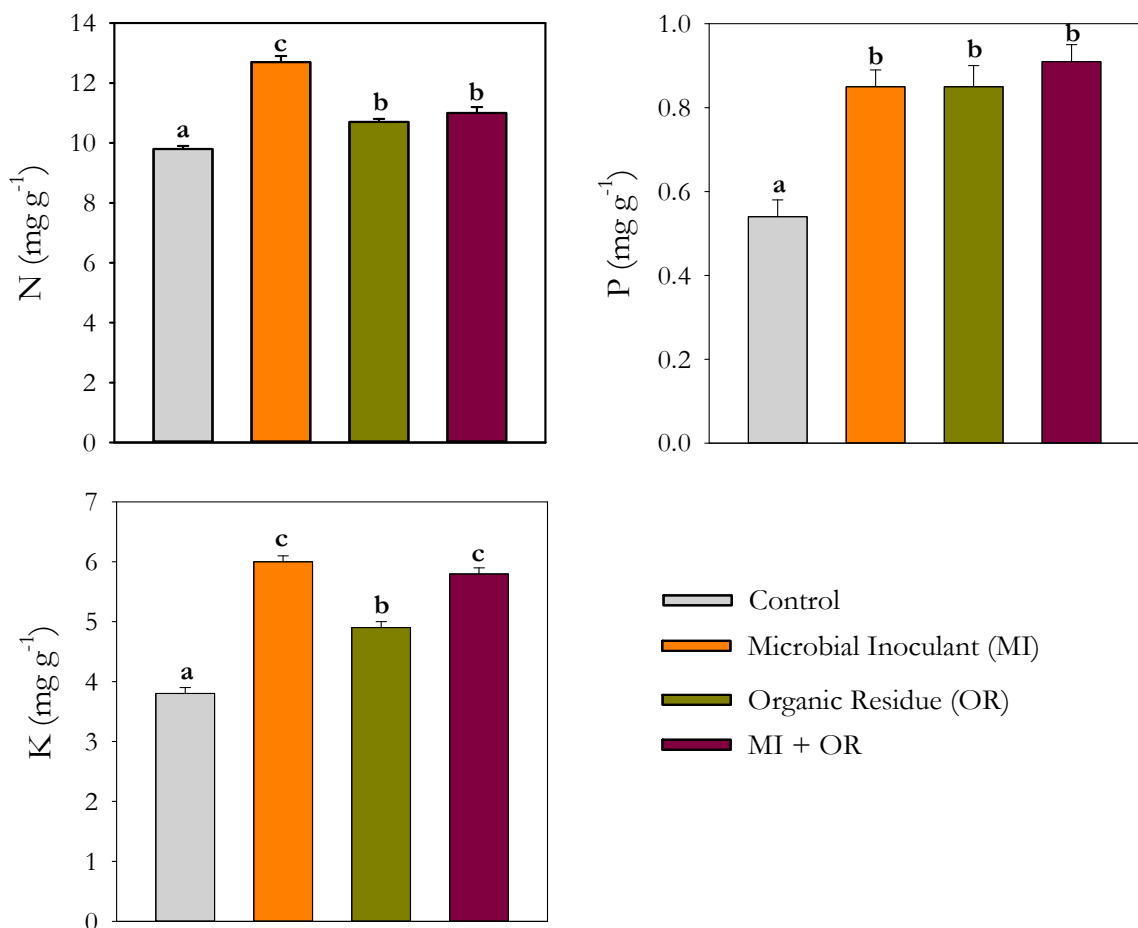 N (mg g-1)
14
12
10
8
6
4
2
0
a
c
b
b
P (mg g-1)
1.0
0.8
0.6
0.4
0.2
0.0
a
b
b
b
K (mg g-1)
7
6
5
4
3
2
1
0
a
c
b
c
Control
Microbial Inoculant (MI)
Organic Residue (OR)
MI + OR